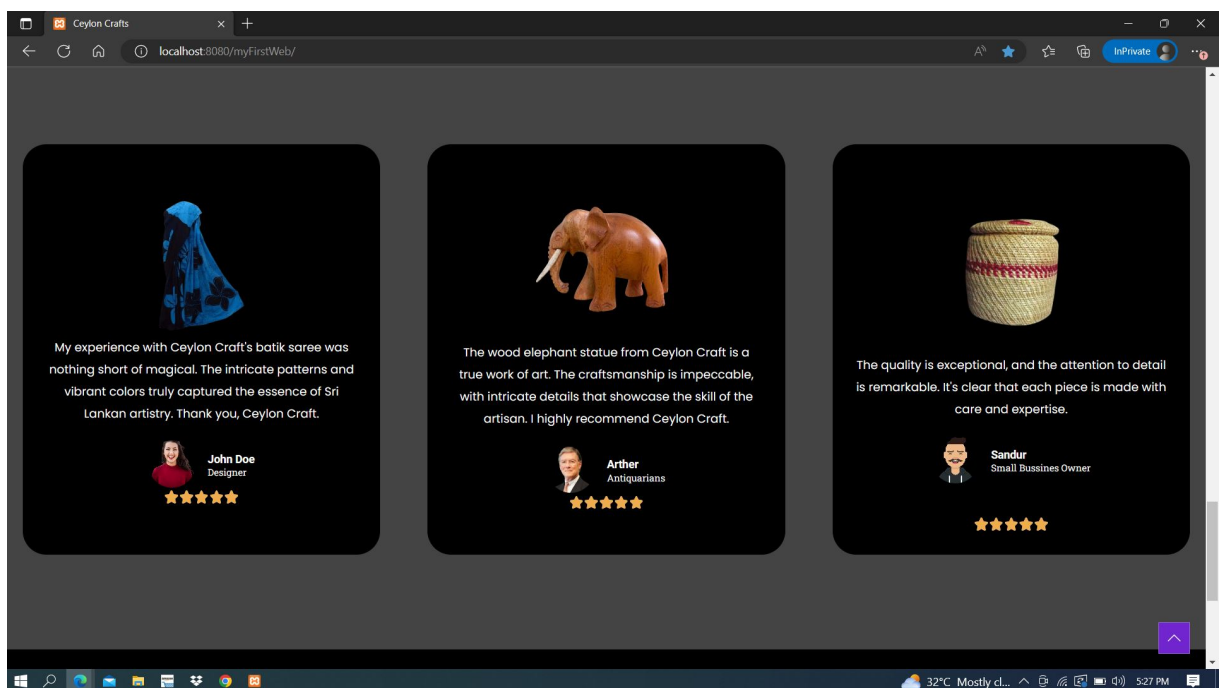 Ceylon Crafts
localhost:8080/myFirstWeb/
InPrivate
My experience with Ceylon Craft's batik saree was
nothing short of magical. The intricate patterns and
vibrant colors truly captured the essence of Sri
Lankan artistry. Thank you, Ceylon Craft.
John Doe
Designer
The wood elephant statue from Ceylon Craft is a
true work of art. The craftsmanship is impeccable,
with intricate details that showcase the skill of the
artisan. I highly recommend Ceylon Craft.
Arther
Antiquarians
The quality is exceptional, and the attention to detail
is remarkable. It's clear that each piece is made with
care and expertise.
Sandur
Small Bussines Owner
32°C Mostly cl... 5:27 PM